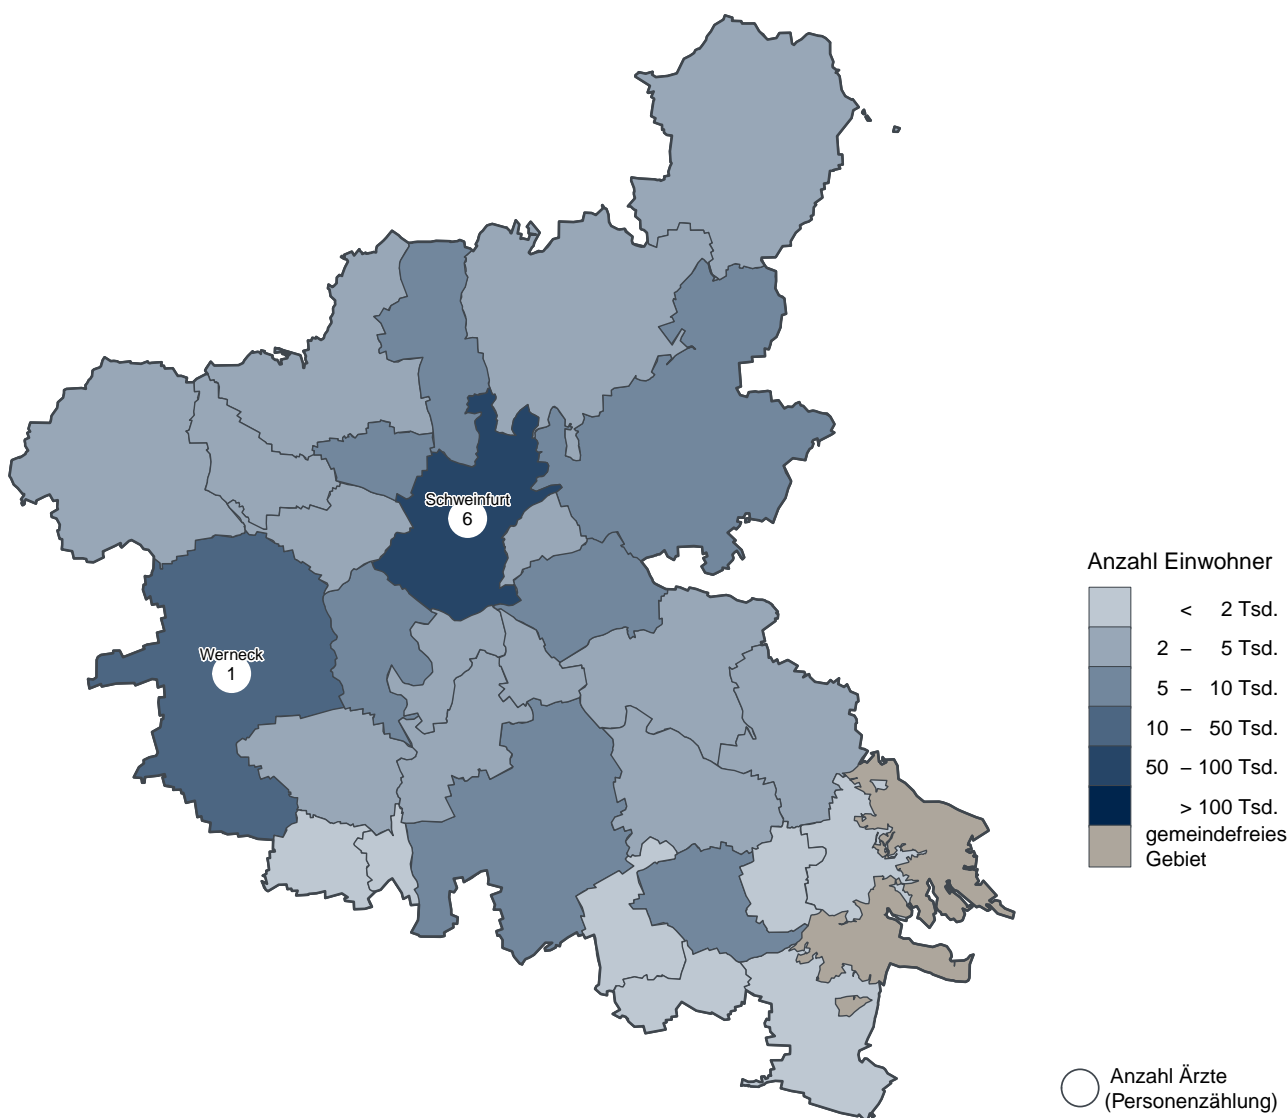 Schweinfurt
6
Werneck
1
Anzahl Einwohner
< 2 Tsd.
2 – 5 Tsd.
5 – 10 Tsd.
10 – 50 Tsd.
50 – 100 Tsd.
> 100 Tsd.
gemeindefreies
Gebiet
Anzahl Ärzte
(Personenzählung)